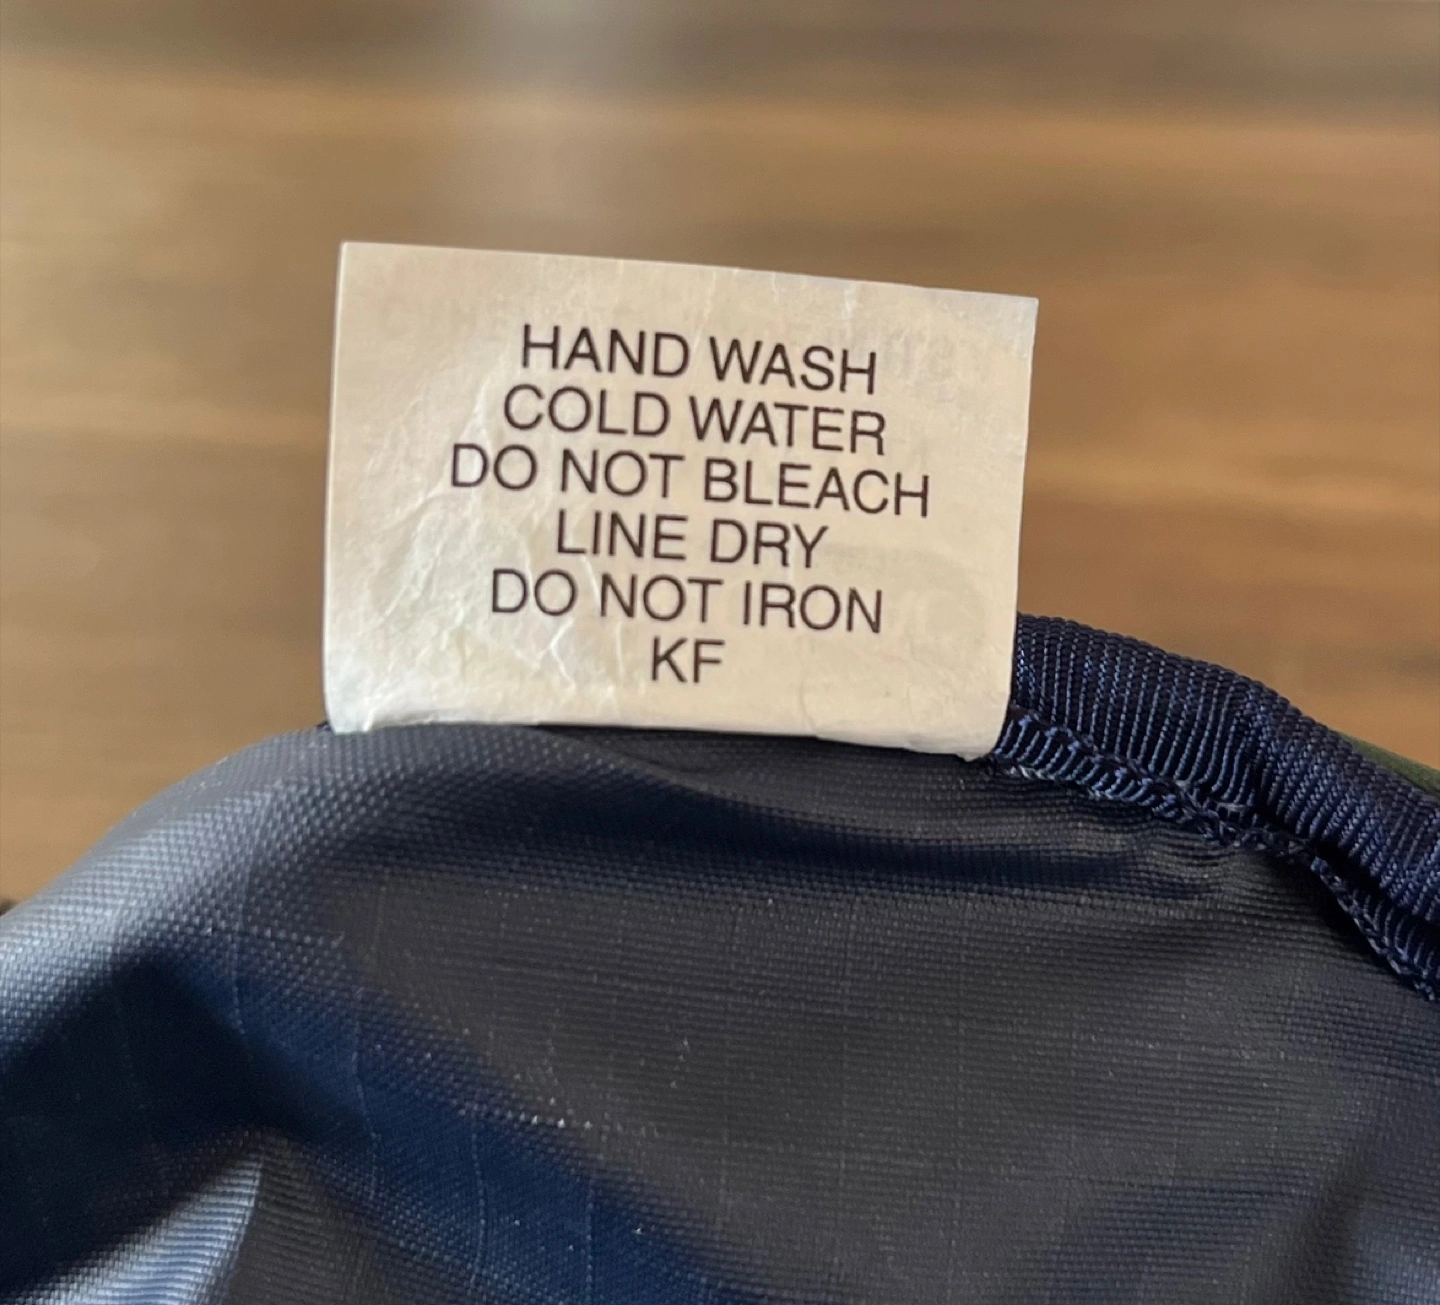 HAND WASH
COLD WATER
DO NOT BLEACH
LINE DRY
DO NOT IRON
KF